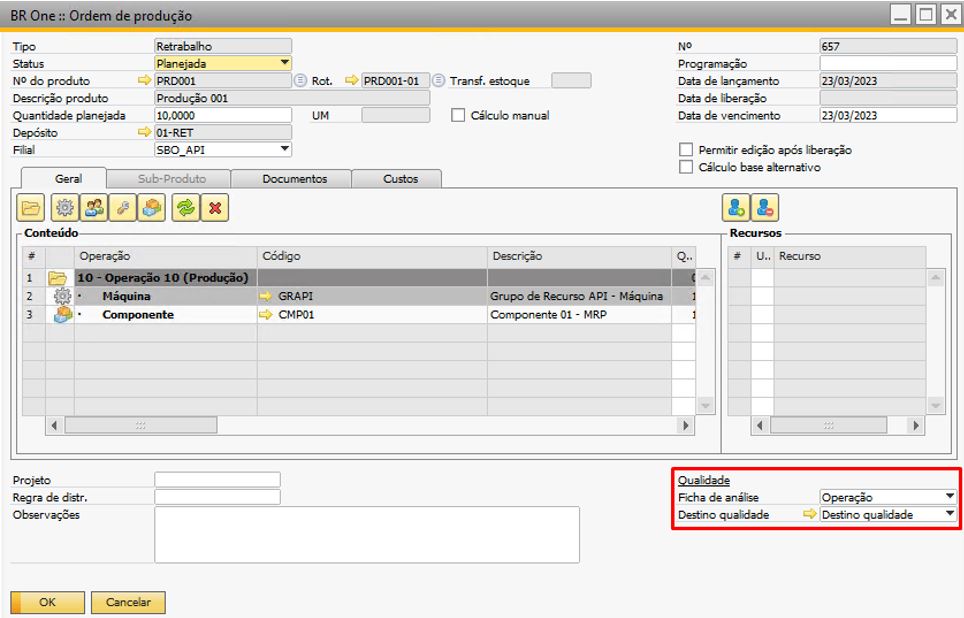 BR One :: Ordem de produção
Tipo Retrabalho Nº 657
Status Planejada Programação
Nº do produto PRD001 Rot. PRD001-01 Transf. estoque Data de lançamento 23/03/2023
Descrição produto Produção 001 Data de liberação
Quantidade planejada 10,0000 UM Cálculo manual Data de vencimento 23/03/2023
Depósito 01-RET
Filial SBO_API Permitir edição após liberação
Cálculo base alternativo
Geral Sub-Produto Documentos Custos
Conteúdo Recursos
# Operação Código Descrição Q.. # U.. Recurso
1 10 - Operação 10 (Produção)
2 Máquina GRAPI Grupo de Recurso API - Máquina 1
3 Componente CMP01 Componente 01 - MRP 1
Projeto Qualidade
Regra de distr. Ficha de análise Operação
Observações Destino qualidade Destino qualidade
OK Cancelar